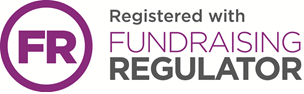 FR
Registered with
FUNDRAISING
REGULATOR